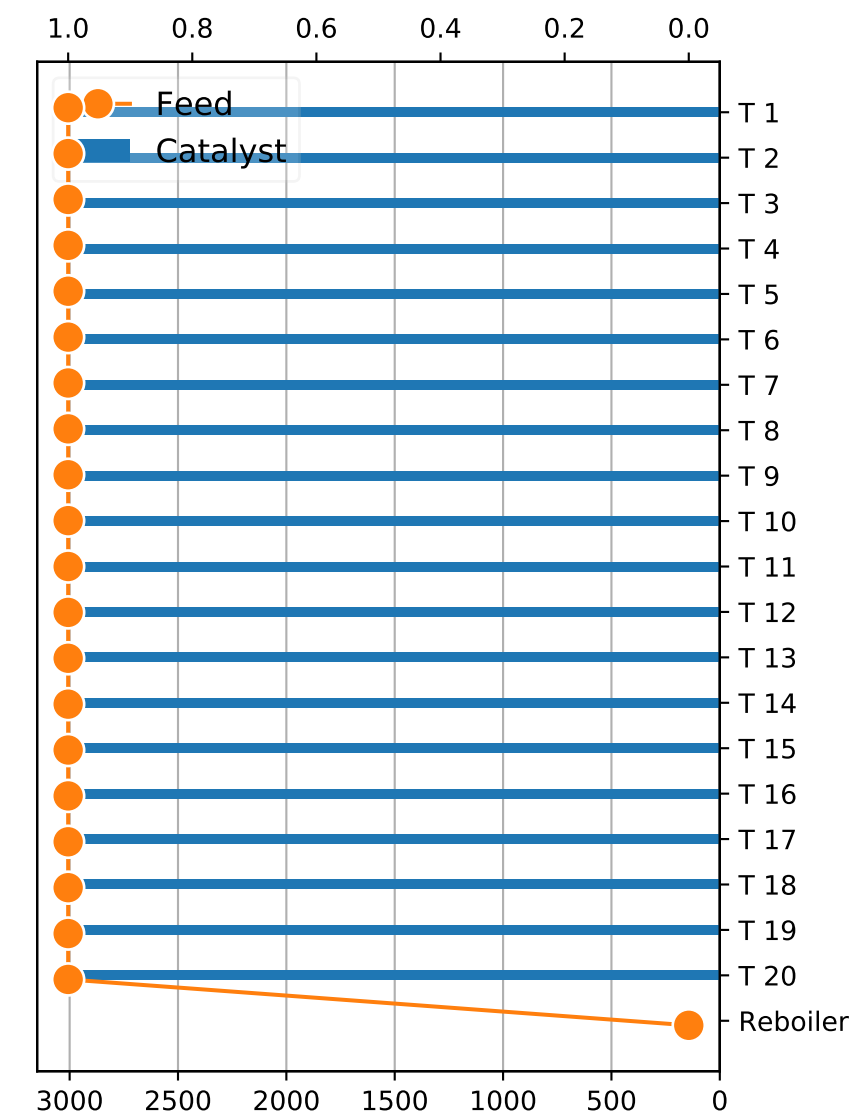 1.0 0.8 0.6 0.4 0.2 0.0
Feed
Catalyst
T 1
T 2
T 3
T 4
T 5
T 6
T 7
T 8
T 9
T 10
T 11
T 12
T 13
T 14
T 15
T 16
T 17
T 18
T 19
T 20
Reboiler
3000 2500 2000 1500 1000 500 0